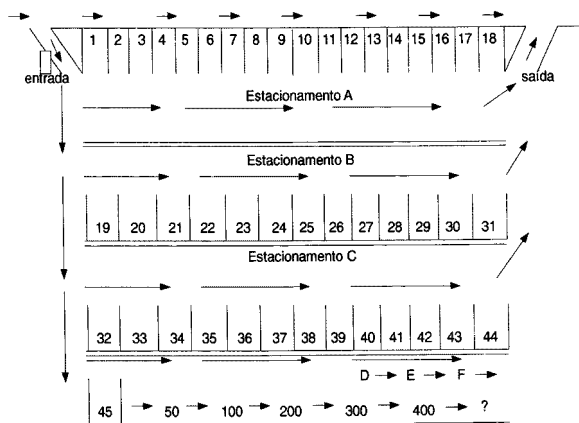 1 2 3 4 5 6 7 8 9 10 11 12 13 14 15 16 17 18
entrada
saída
Estacionamento A
Estacionamento B
19 20 21 22 23 24 25 26 27 28 29 30 31
Estacionamento C
32 33 34 35 36 37 38 39 40 41 42 43 44
D E F
45 50 100 200 300 400 ?